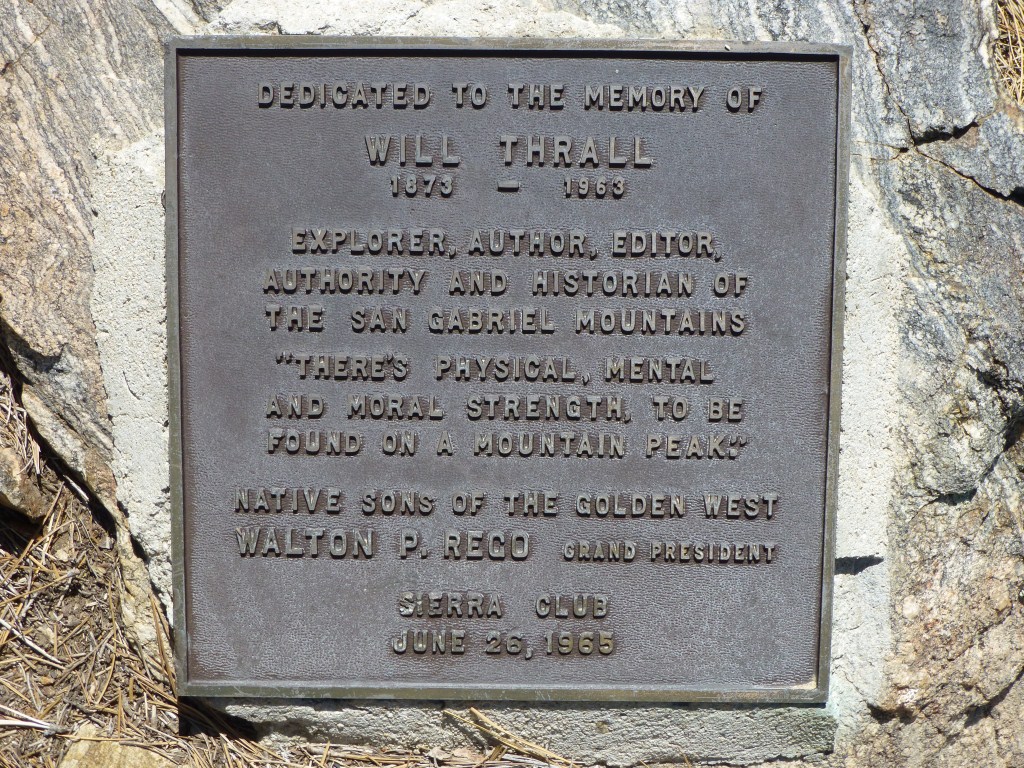 DEDICATED TO THE MEMORY OF
WILL THRALL
1873 – 1963
EXPLORER, AUTHOR, EDITOR,
AUTHORITY AND HISTORIAN OF
THE SAN GABRIEL MOUNTAINS
"THERE'S PHYSICAL, MENTAL
AND MORAL STRENGTH, TO BE
FOUND ON A MOUNTAIN PEAK."
NATIVE SONS OF THE GOLDEN WEST
WALTON P. REGO GRAND PRESIDENT
SIERRA CLUB
JUNE 26, 1965